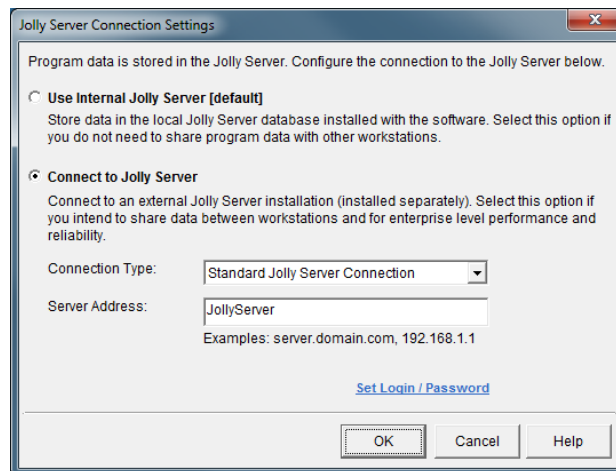 Jolly Server Connection Settings
Program data is stored in the Jolly Server. Configure the connection to the Jolly Server below.
Use Internal Jolly Server [default]
Store data in the local Jolly Server database installed with the software. Select this option if
you do not need to share program data with other workstations.
Connect to Jolly Server
Connect to an external Jolly Server installation (installed separately). Select this option if
you intend to share data between workstations and for enterprise level performance and
reliability.
Connection Type: Standard Jolly Server Connection
Server Address: JollyServer
Examples: server.domain.com, 192.168.1.1
Set Login / Password
OK Cancel Help